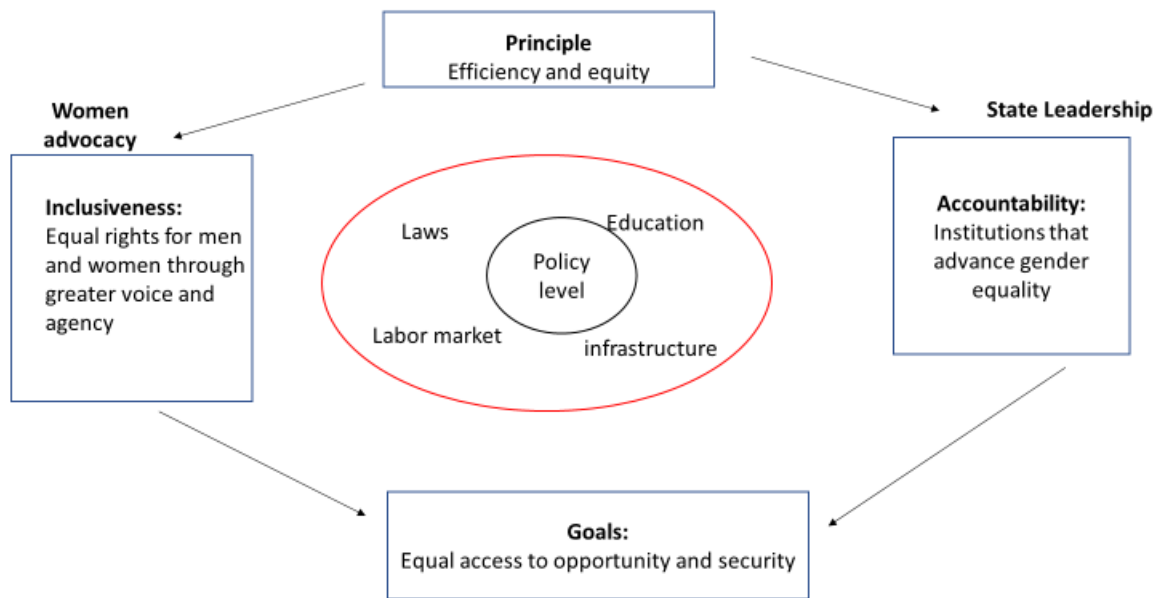 Principle
Efficiency and equity
Women
advocacy
State Leadership
Inclusiveness:
Equal rights for men
and women through
greater voice and
agency
Laws
Education
Policy
level
Labor market
infrastructure
Accountability:
Institutions that
advance gender
equality
Goals:
Equal access to opportunity and security